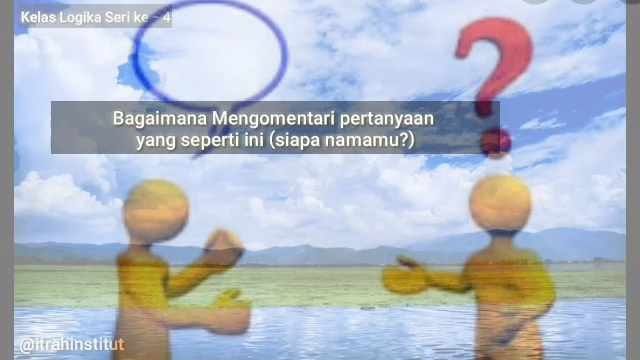 Kelas Logika Seri ke - 4
Bagaimana Mengomentari pertanyaan
yang seperti ini (siapa namamu?)
@itrahinstitut